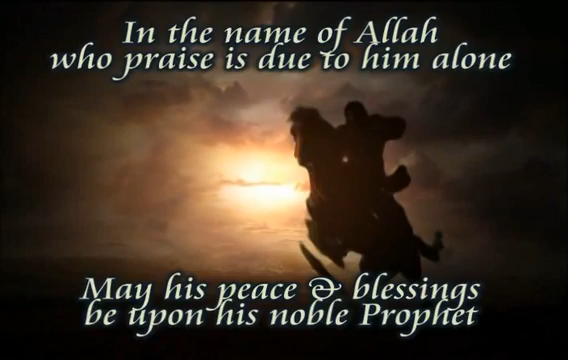 In the name of Allah
who praise is due to him alone
May his peace & blessings
be upon his noble Prophet